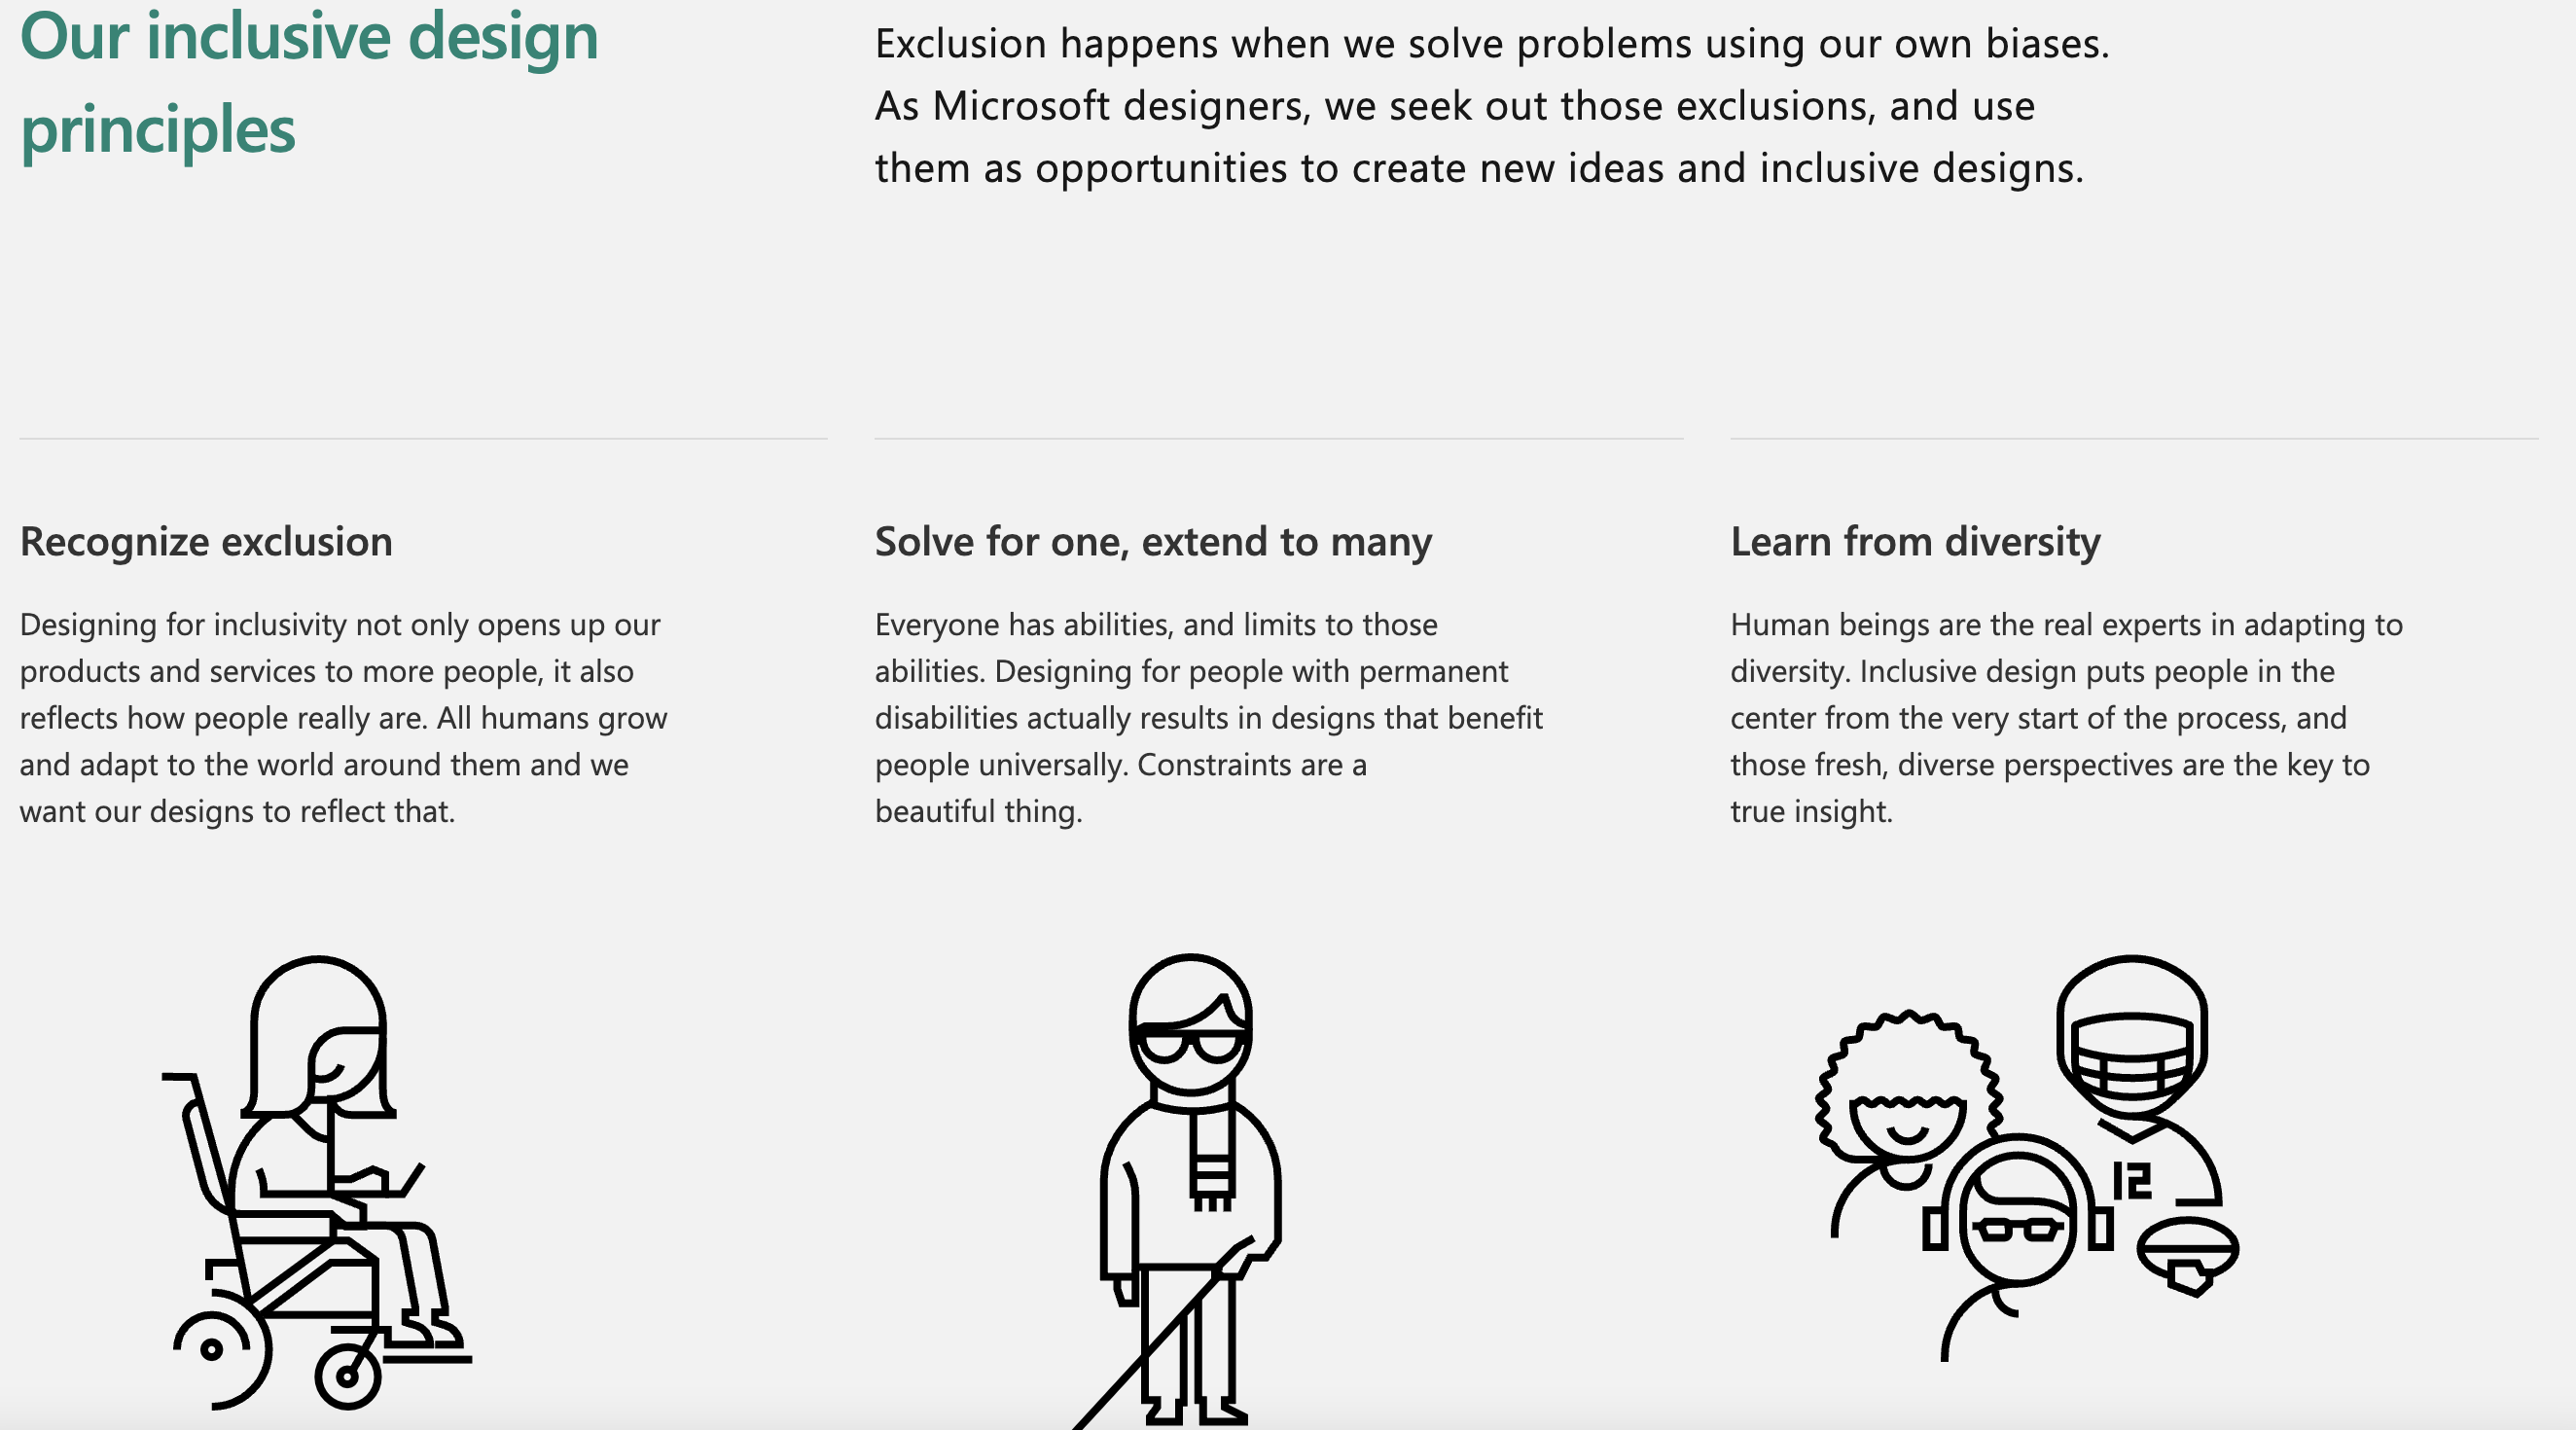 Our inclusive design
principles
Exclusion happens when we solve problems using our own biases.
As Microsoft designers, we seek out those exclusions, and use
them as opportunities to create new ideas and inclusive designs.
Recognize exclusion
Designing for inclusivity not only opens up our
products and services to more people, it also
reflects how people really are. All humans grow
and adapt to the world around them and we
want our designs to reflect that.
Solve for one, extend to many
Everyone has abilities, and limits to those
abilities. Designing for people with permanent
disabilities actually results in designs that benefit
people universally. Constraints are a
beautiful thing.
Learn from diversity
Human beings are the real experts in adapting to
diversity. Inclusive design puts people in the
center from the very start of the process, and
those fresh, diverse perspectives are the key to
true insight.
12